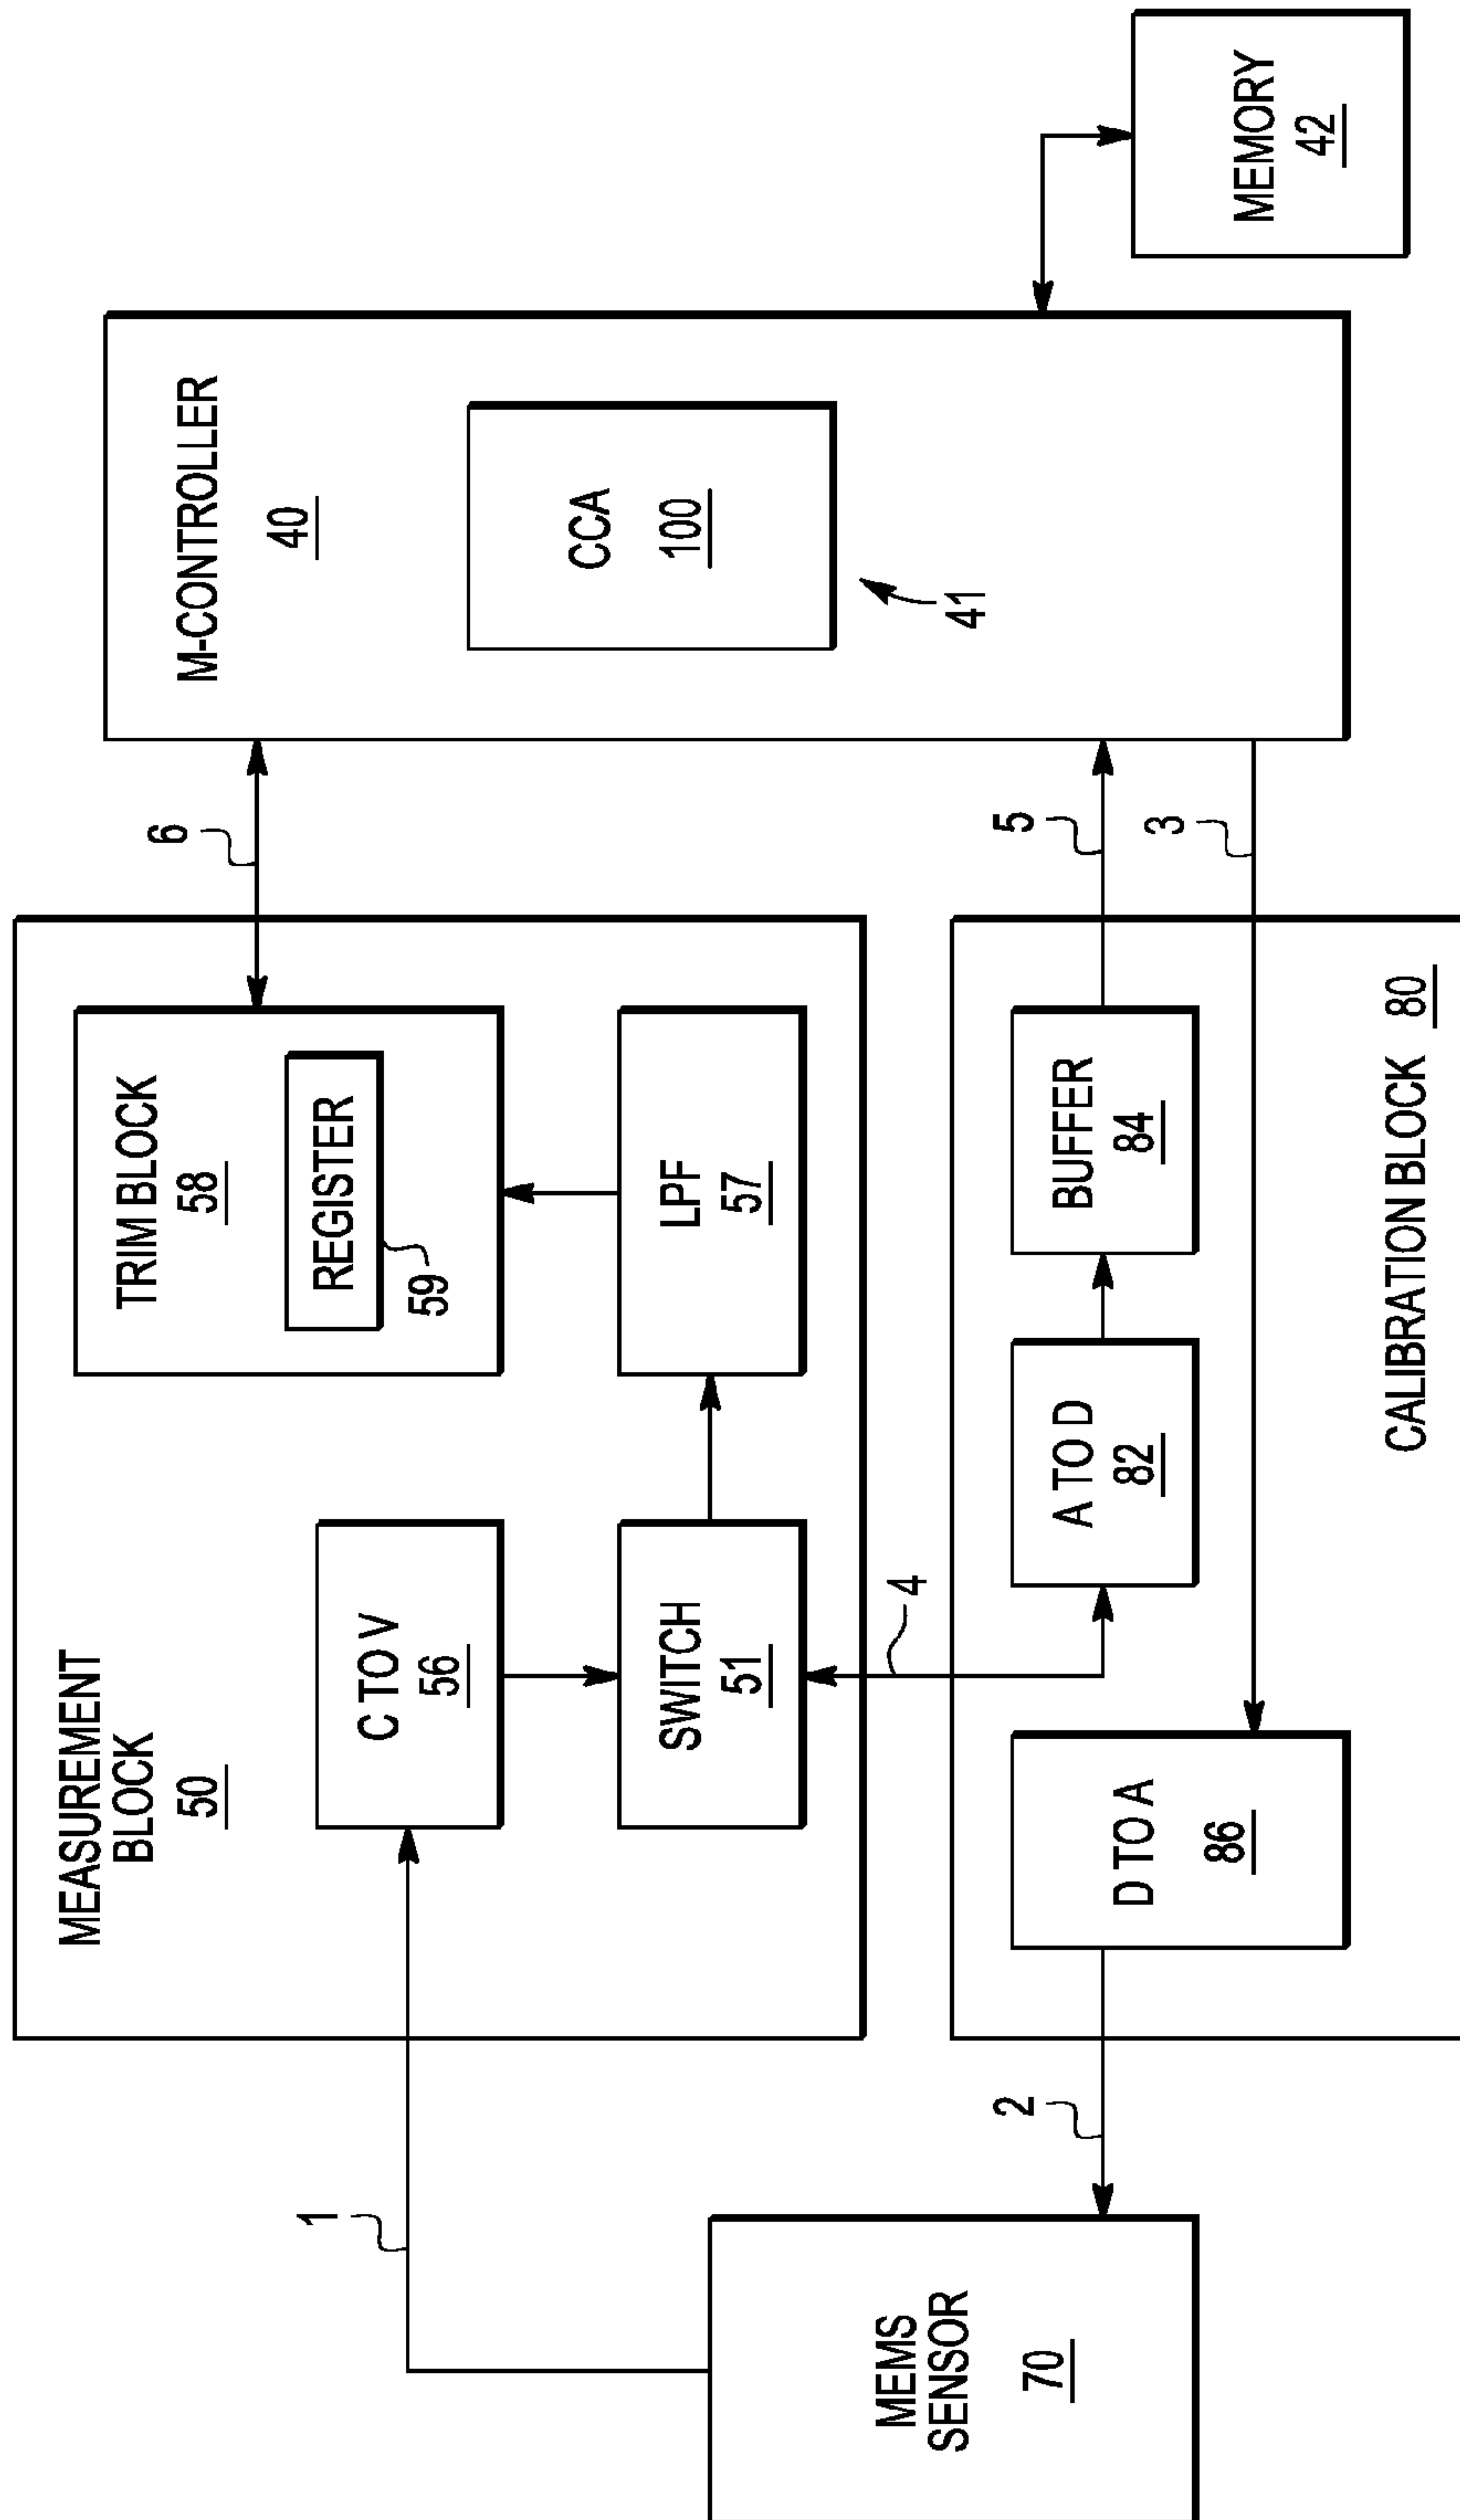 MEASUREMENT
BLOCK
50
C TO V
56
SWITCH
51
TRIM BLOCK
58
REGISTER
59
LPF
57
6
M-CONTROLLER
40
CCA
100
41
MEMORY
42
1
MEMS
SENSOR
70
2
4
D TO A
86
A TO D
82
BUFFER
84
5
3
CALIBRATION BLOCK 80